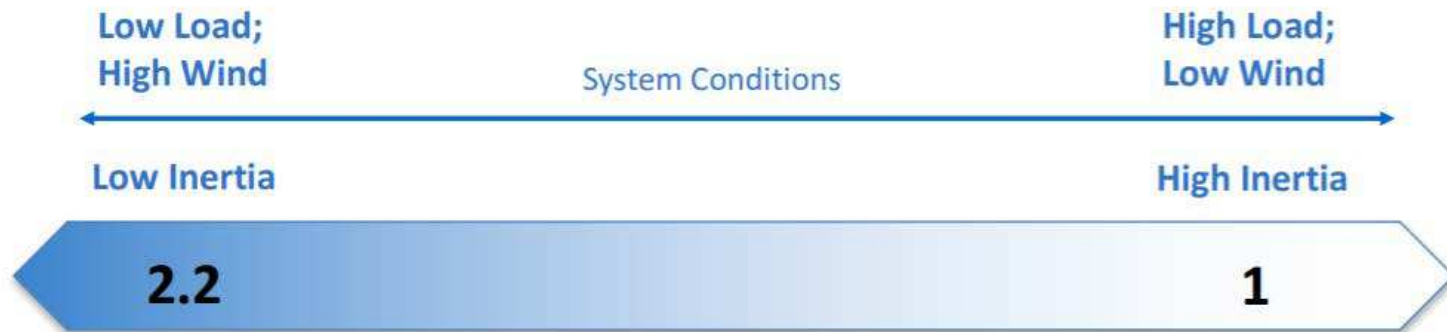 Low Load;
High Wind
System Conditions
High Load;
Low Wind
Low Inertia
High Inertia
2.2
1